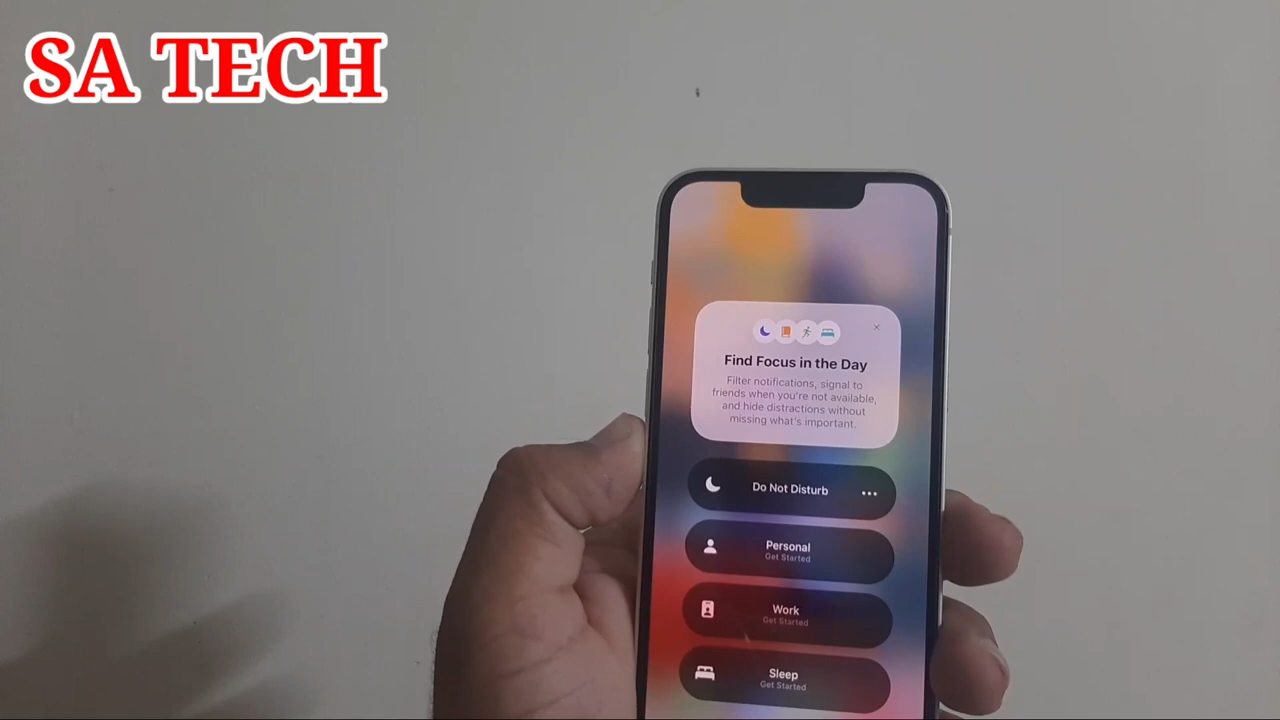 SA TECH
Find Focus in the Day
Filter notifications, signal to
friends when you're not available,
and hide distractions without
missing what's important.
Do Not Disturb
Personal
Get Started
Work
Get Started
Sleep
Get Started